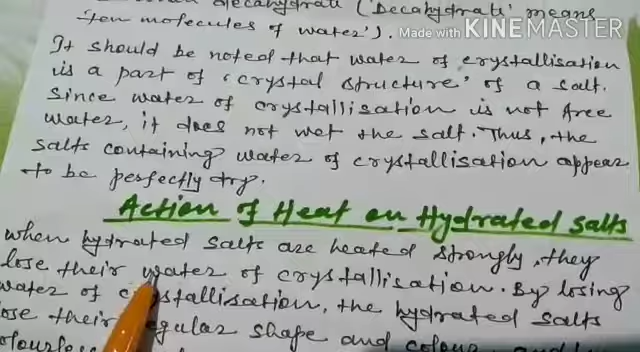 decahydrate ('Decahydrate' means
ten molecules of water').
Made with KINEMASTER
It should be noted that water of crystallisation
is a part of 'crystal structure' of a salt.
Since water of crystallisation is not free
water, it does not wet the salt. Thus, the
salts containing water of crystallisation appear
to be perfectly dry.
Action of Heat on Hydrated salts
when hydrated salts are heated strongly, they
lose their water of crystallisation. By losing
water of crystallisation, the hydrated salts
lose their regular shape and colour